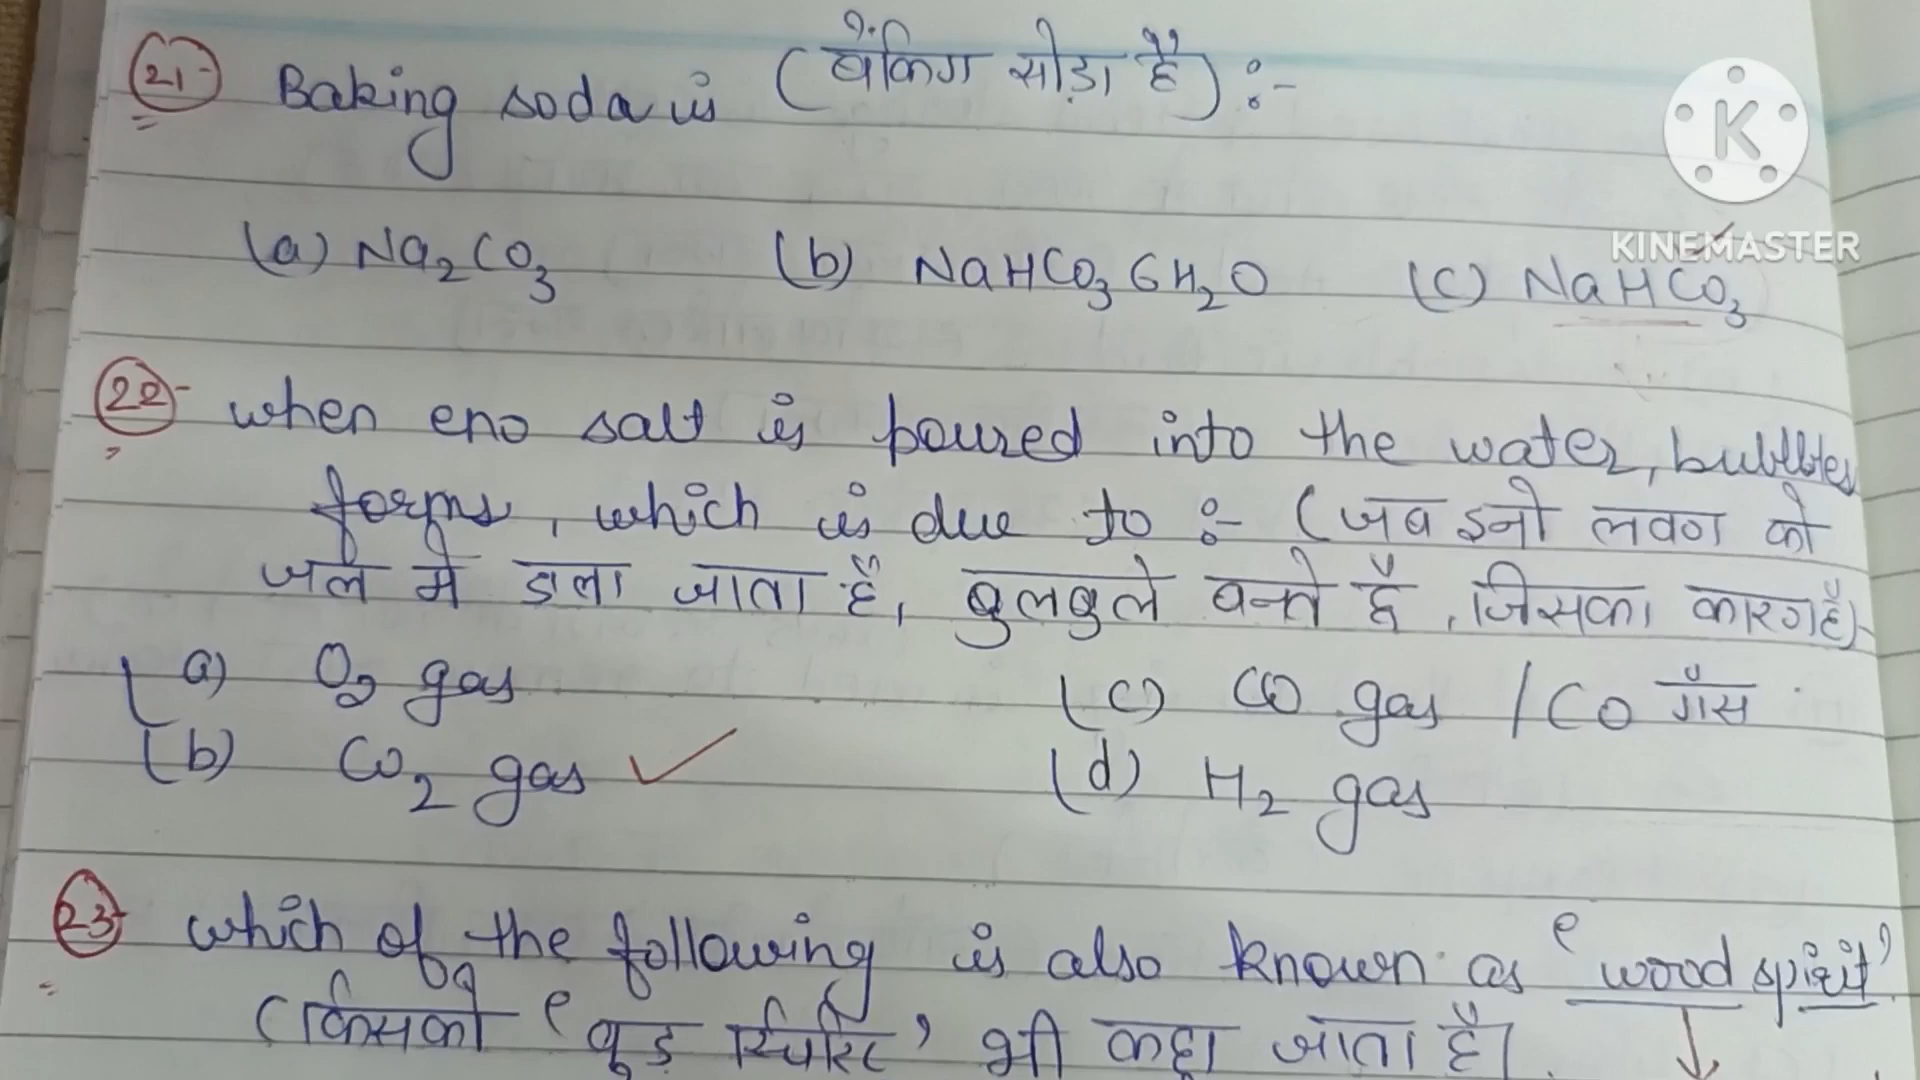 21- Baking soda is (बेकिंग सोडा है) :-
KINEMASTER
(a) Na2CO3 (b) NaHCO3 6H2O (c) NaHCO3
22- when eno salt is poured into the water, bubbles
forms, which is due to :- (जब इनो लवण को
जल में डाला जाता है, बुलबुले बनते है, जिसका कारण है)-
(a) O2 gas (c) CO gas / CO गैस
(b) CO2 gas ✓ (d) H2 gas
23- which of the following is also known as 'wood spirit'
(किसको 'वूड स्पिरिट' भी कहा जाता है।